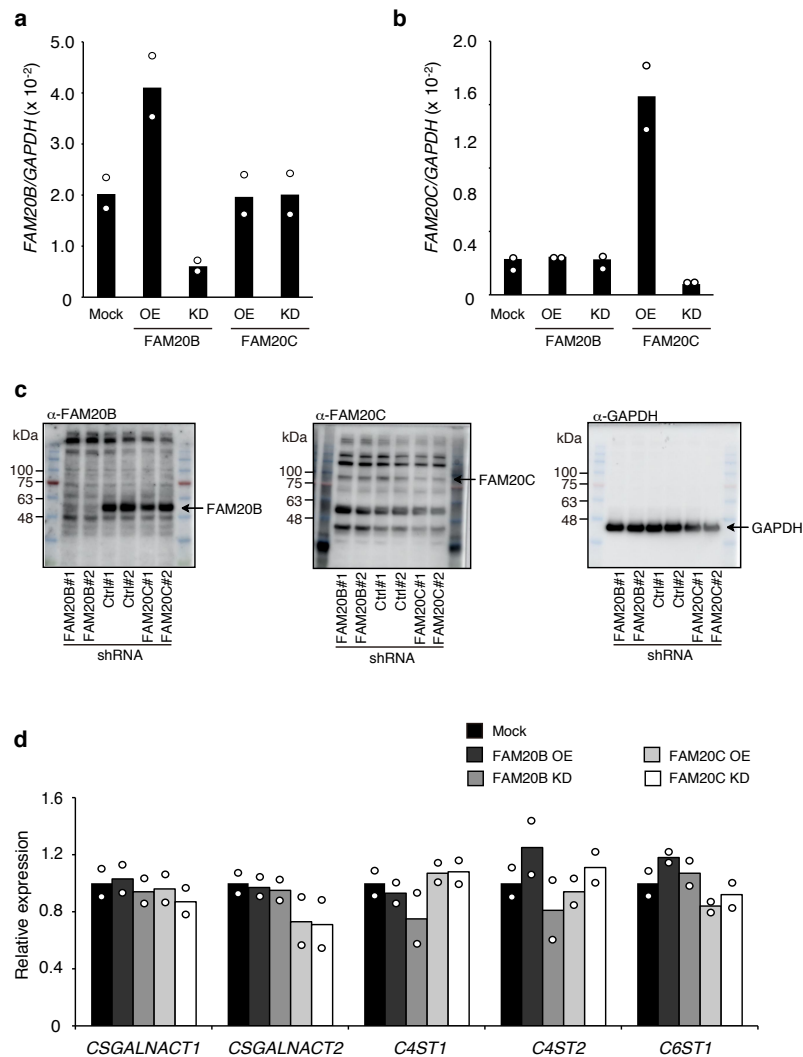 a
5.0
4.0
3.0
2.0
1.0
0
FAM20B/GAPDH (x 10-2)
Mock OE KD OE KD
FAM20B FAM20C
b
2.0
1.6
1.2
0.8
0.4
0
FAM20C/GAPDH (x 10-2)
Mock OE KD OE KD
FAM20B FAM20C
c
α-FAM20B
kDa
100
75
63
48
FAM20B
FAM20B#1
FAM20B#2
Ctrl#1
Ctrl#2
FAM20C#1
FAM20C#2
shRNA
α-FAM20C
kDa
100
75
63
48
FAM20C
FAM20B#1
FAM20B#2
Ctrl#1
Ctrl#2
FAM20C#1
FAM20C#2
shRNA
α-GAPDH
kDa
100
75
63
48
GAPDH
FAM20B#1
FAM20B#2
Ctrl#1
Ctrl#2
FAM20C#1
FAM20C#2
shRNA
d
Mock
FAM20B OE
FAM20B KD
FAM20C OE
FAM20C KD
1.6
1.2
0.8
0.4
0
Relative expression
CSGALNACT1 CSGALNACT2 C4ST1 C4ST2 C6ST1